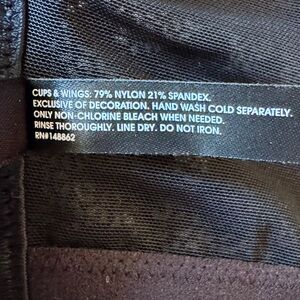 CUPS & WINGS: 79% NYLON 21% SPANDEX,
EXCLUSIVE OF DECORATION. HAND WASH COLD SEPARATELY.
ONLY NON-CHLORINE BLEACH WHEN NEEDED.
RINSE THOROUGHLY. LINE DRY. DO NOT IRON.
RN#148862